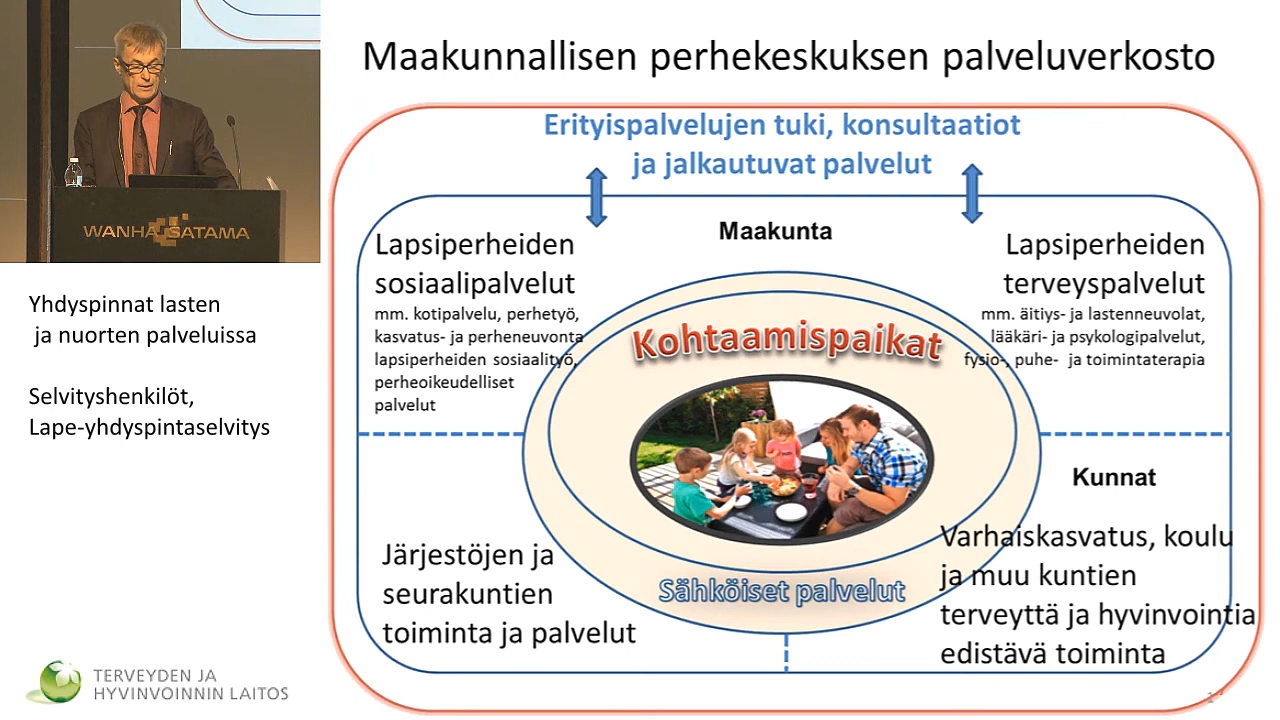 Maakunnallisen perhekeskuksen palveluverkosto
Erityispalvelujen tuki, konsultaatiot
ja jalkautuvat palvelut
Maakunta
Lapsiperheiden
sosiaalipalvelut
mm. kotipalvelu, perhetyö,
kasvatus- ja perheneuvonta
lapsiperheiden sosiaalityö,
perheoikeudelliset
palvelut
Lapsiperheiden
terveyspalvelut
mm. äitiys- ja lastenneuvolat,
lääkäri- ja psykologipalvelut,
fysio-, puhe- ja toimintaterapia
Kohtaamispaikat
Sähköiset palvelut
Kunnat
Järjestöjen ja
seurakuntien
toiminta ja palvelut
Varhaiskasvatus, koulu
ja muu kuntien
terveyttä ja hyvinvointia
edistävä toiminta
1
WANHA SATAMA
Yhdyspinnat lasten
ja nuorten palveluissa
Selvityshenkilöt,
Lape-yhdyspintaselvitys
TERVEYDEN JA
HYVINVOINNIN LAITOS